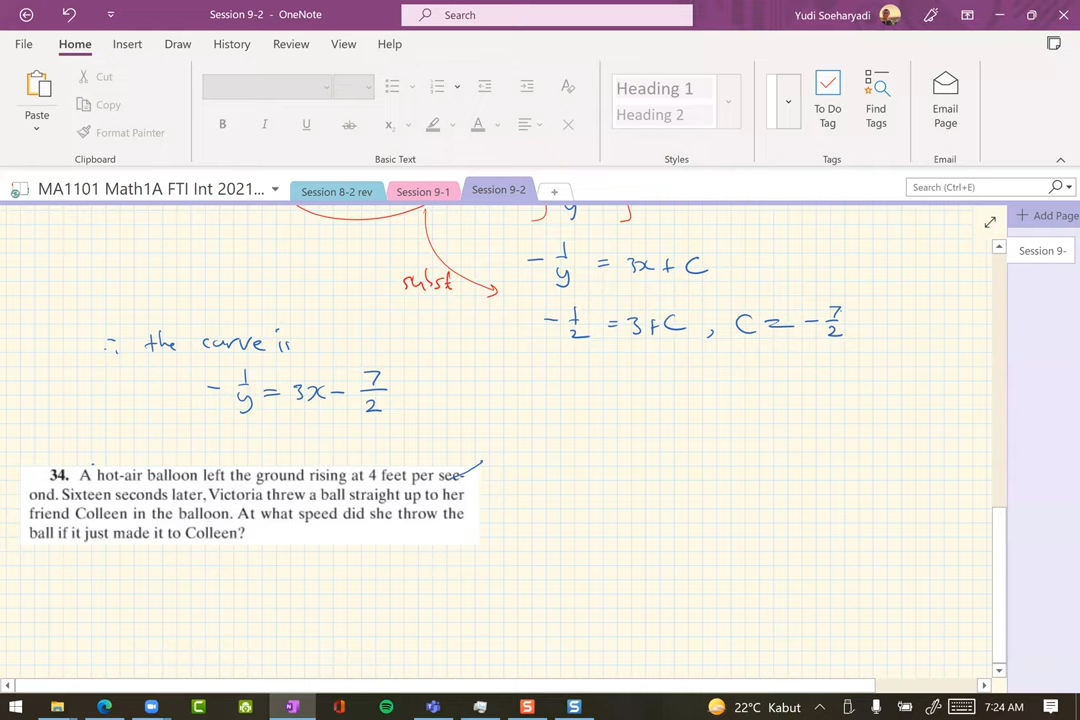 Session 9-2 - OneNote
Search
Yudi Soeharyadi
File Home Insert Draw History Review View Help
Paste
Cut
Copy
Format Painter
Clipboard
B I U ab x₂ A
Basic Text
Heading 1
Heading 2
Styles
To Do Tag
Find Tags
Tags
Email Page
Email
MA1101 Math1A FTI Int 2021...
Session 8-2 rev
Session 9-1
Session 9-2
Search (Ctrl+E)
Add Page
Session 9-
y
- 1/y = 3x + C
subst
- 1/2 = 3 + C , C = - 7/2
∴ the curve is
- 1/y = 3x - 7/2
34. A hot-air balloon left the ground rising at 4 feet per sec-
ond. Sixteen seconds later, Victoria threw a ball straight up to her
friend Colleen in the balloon. At what speed did she throw the
ball if it just made it to Colleen?
22°C Kabut
7:24 AM